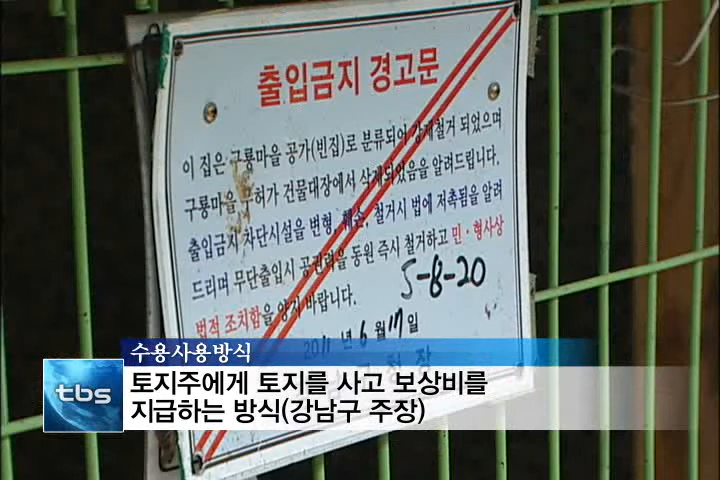 출입금지 경고문
이 집은 구룡마을 공가(빈집)로 분류되어 강제철거 되었으며
구룡마을 무허가 건물대장에서 삭제되었음을 알려드립니다.
출입금지 차단시설을 변형, 훼손, 철거시 법에 저촉됨을 알려
드리며 무단출입시 공권력을 동원 즉시 철거하고 민·형사상
법적 조치함을 양지 바랍니다.
5-8-20
2011년 6월 17일
구청장
수용사용방식
tbs
토지주에게 토지를 사고 보상비를
지급하는 방식(강남구 주장)